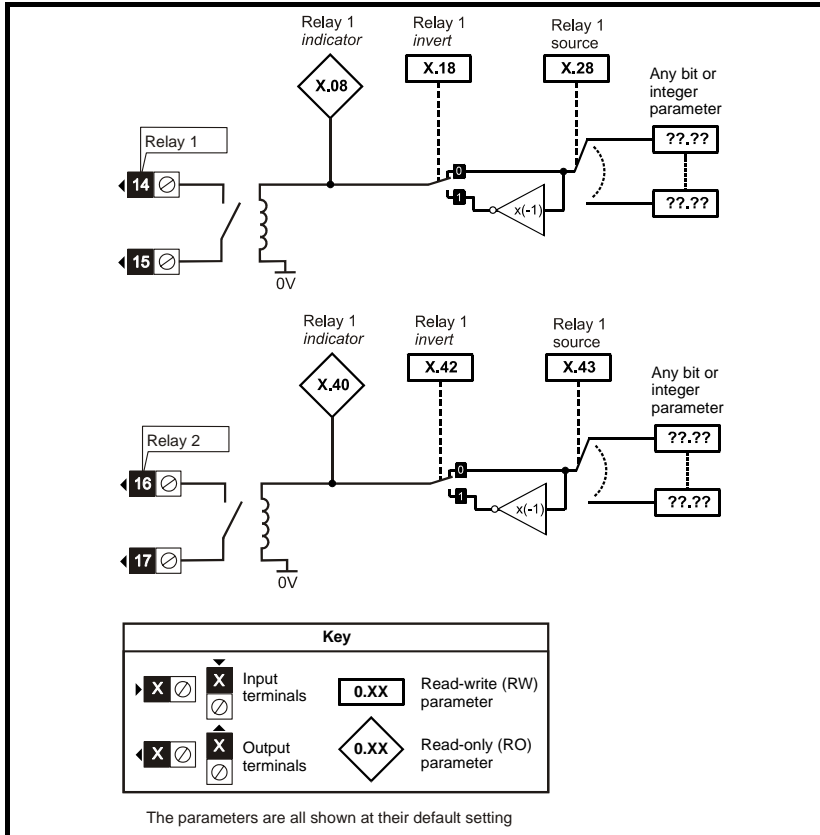 Relay 1
indicator
Relay 1
invert
Relay 1
source
X.08
X.18
X.28
Any bit or
integer
parameter
Relay 1
??.??
14
0
1
x(-1)
??.??
15
0V
Relay 1
indicator
Relay 1
invert
Relay 1
source
X.40
X.42
X.43
Any bit or
integer
parameter
Relay 2
??.??
16
0
1
x(-1)
??.??
17
0V
Key
X
X
Input
terminals
0.XX
Read-write (RW)
parameter
X
X
Output
terminals
0.XX
Read-only (RO)
parameter
The parameters are all shown at their default setting